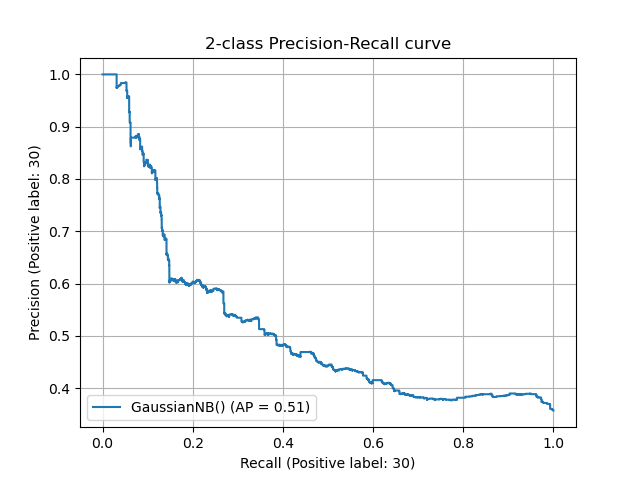 2-class Precision-Recall curve
1.0
0.9
0.8
0.7
0.6
0.5
0.4
Precision (Positive label: 30)
GaussianNB() (AP = 0.51)
0.0 0.2 0.4 0.6 0.8 1.0
Recall (Positive label: 30)